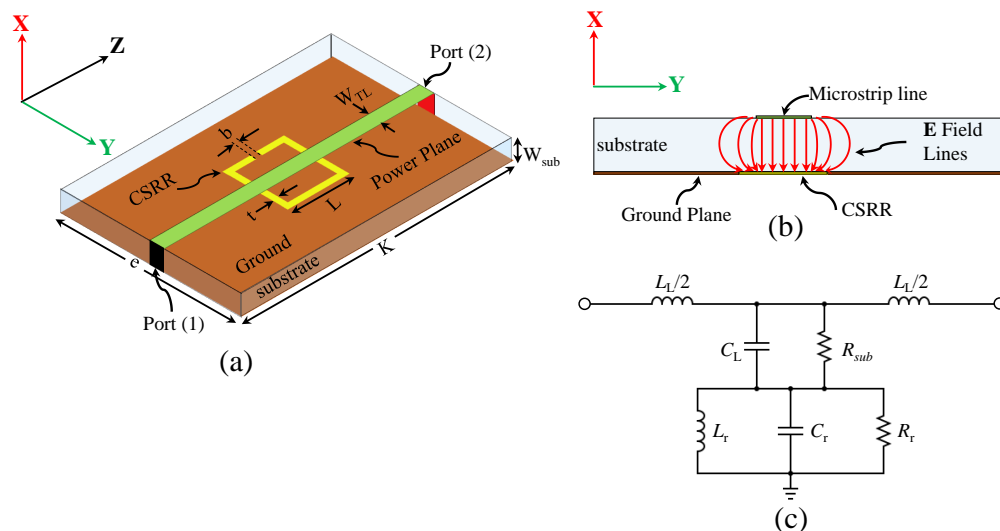 X
Z
Y
Port (2)
W_TL
b
CSRR
Power Plane
W_sub
t
L
Ground
K
substrate
e
Port (1)
(a)
X
Y
Microstrip line
substrate
E Field
Lines
Ground Plane
CSRR
(b)
L_L/2
L_L/2
C_L
R_sub
L_r
C_r
R_r
(c)